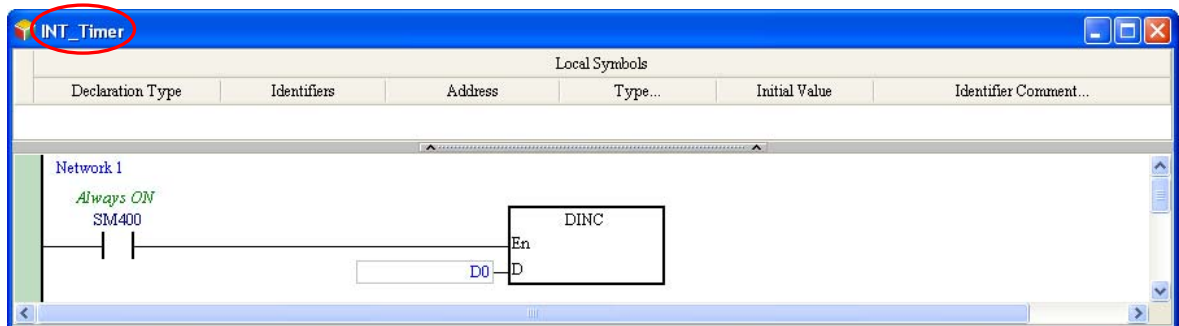 INT_Timer
Local Symbols
Declaration Type Identifiers Address Type... Initial Value Identifier Comment...
Network 1
Always ON
SM400
DINC
En
D0 D